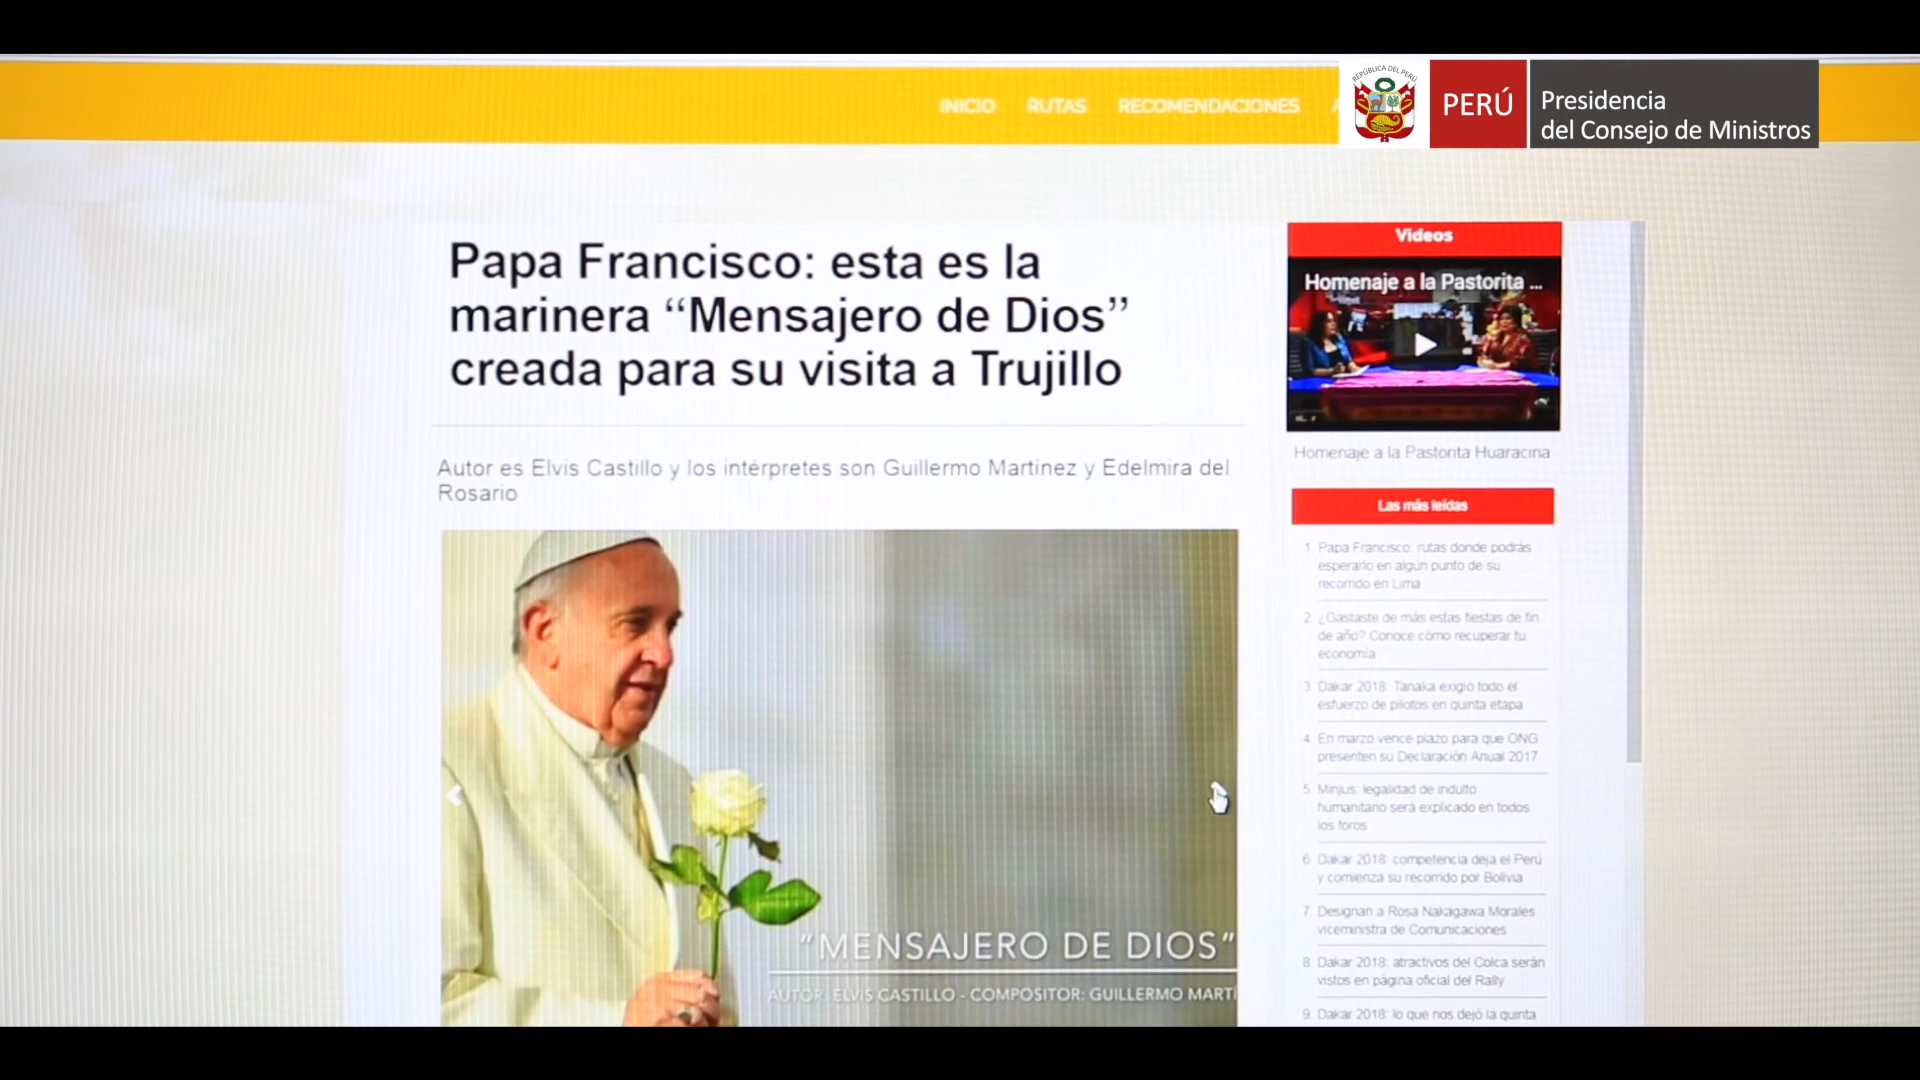 INICIO RUTAS RECOMENDACIONES
REPÚBLICA DEL PERÚ
PERÚ
Presidencia
del Consejo de Ministros
Papa Francisco: esta es la
marinera “Mensajero de Dios”
creada para su visita a Trujillo
Autor es Elvis Castillo y los intérpretes son Guillermo Martínez y Edelmira del
Rosario
"MENSAJERO DE DIOS"
AUTOR: ELVIS CASTILLO - COMPOSITOR: GUILLERMO MARTÍ
Videos
Homenaje a la Pastorita ...
Homenaje a la Pastorita Huaracina
Las más leídas
1. Papa Francisco: rutas donde podrás
esperarlo en algún punto de su
recorrido en Lima
2. ¿Gastaste de más estas fiestas de fin
de año? Conoce cómo recuperar tu
economía
3. Dakar 2018: Tanaka exigió todo el
esfuerzo de pilotos en quinta etapa
4. En marzo vence plazo para que ONG
presenten su Declaración Anual 2017
5. Minjus: legalidad de indulto
humanitario será explicado en todos
los foros
6. Dakar 2018: competencia deja el Perú
y comienza su recorrido por Bolivia
7. Designan a Rosa Nakagawa Morales
viceministra de Comunicaciones
8. Dakar 2018: atractivos del Colca serán
vistos en página oficial del Rally
9. Dakar 2018: lo que nos dejó la quinta